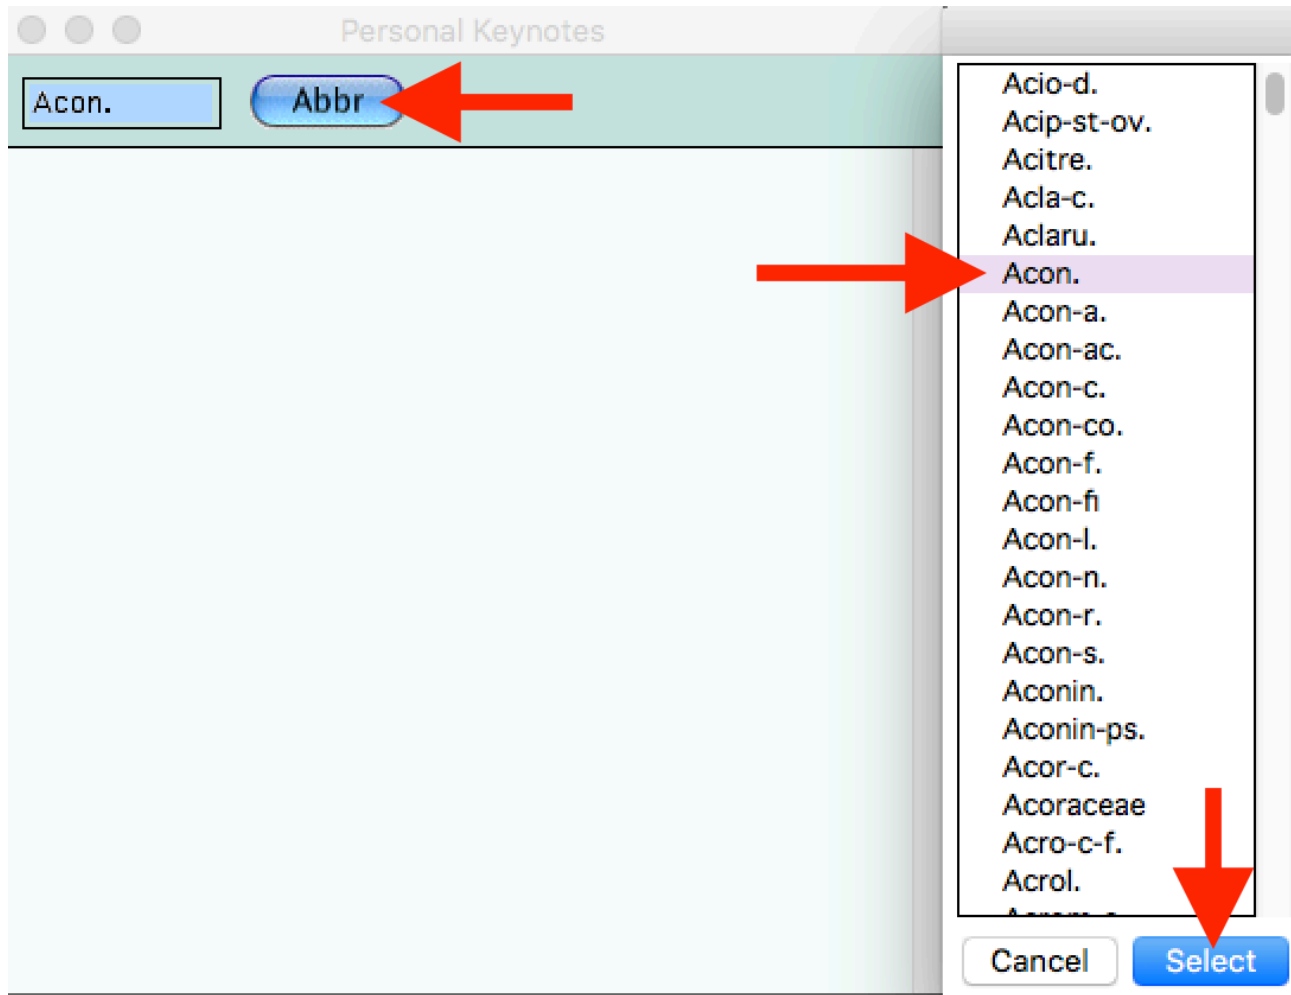 Personal Keynotes
Acon.
Abbr
Acio-d.
Acip-st-ov.
Acitre.
Acla-c.
Aclaru.
Acon.
Acon-a.
Acon-ac.
Acon-c.
Acon-co.
Acon-f.
Acon-fi
Acon-l.
Acon-n.
Acon-r.
Acon-s.
Aconin.
Aconin-ps.
Acor-c.
Acoraceae
Acro-c-f.
Acrol.
Cancel
Select